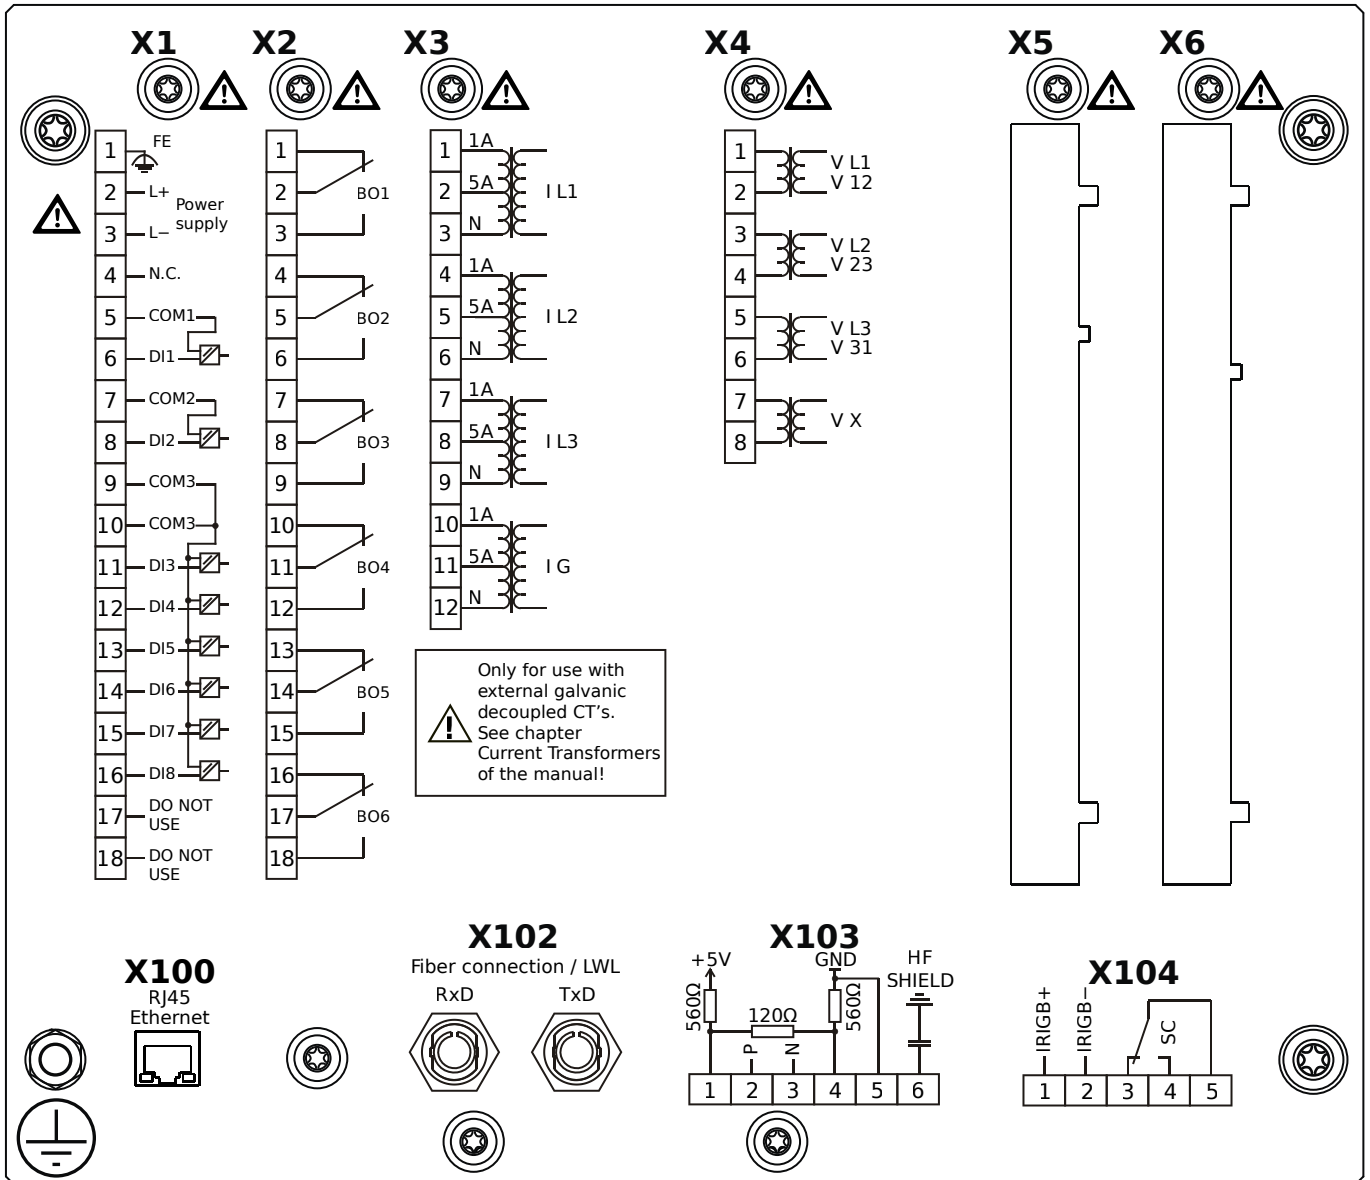 X1
X2
X3
X4
X5
X6
1
FE
2
L+
Power
supply
3
L−
4
N.C.
5
COM1
6
DI1
7
COM2
8
DI2
9
COM3
10
COM3
11
DI3
12
DI4
13
DI5
14
DI6
15
DI7
16
DI8
17
DO NOT
USE
18
DO NOT
USE
1
2
BO1
3
4
5
BO2
6
7
8
BO3
9
10
11
BO4
12
13
14
BO5
15
16
17
BO6
18
1
1A
2
5A
I L1
3
N
4
1A
5
5A
I L2
6
N
7
1A
8
5A
I L3
9
N
10
1A
11
5A
I G
12
N
Only for use with
external galvanic
decoupled CT's.
See chapter
Current Transformers
of the manual!
1
2
V L1
V 12
3
4
V L2
V 23
5
6
V L3
V 31
7
8
V X
X100
RJ45
Ethernet
X102
Fiber connection / LWL
RxD
TxD
X103
+5V
GND
HF
SHIELD
560Ω
120Ω
560Ω
P
N
1 2 3 4 5 6
X104
IRIGB+
IRIGB−
SC
1 2 3 4 5